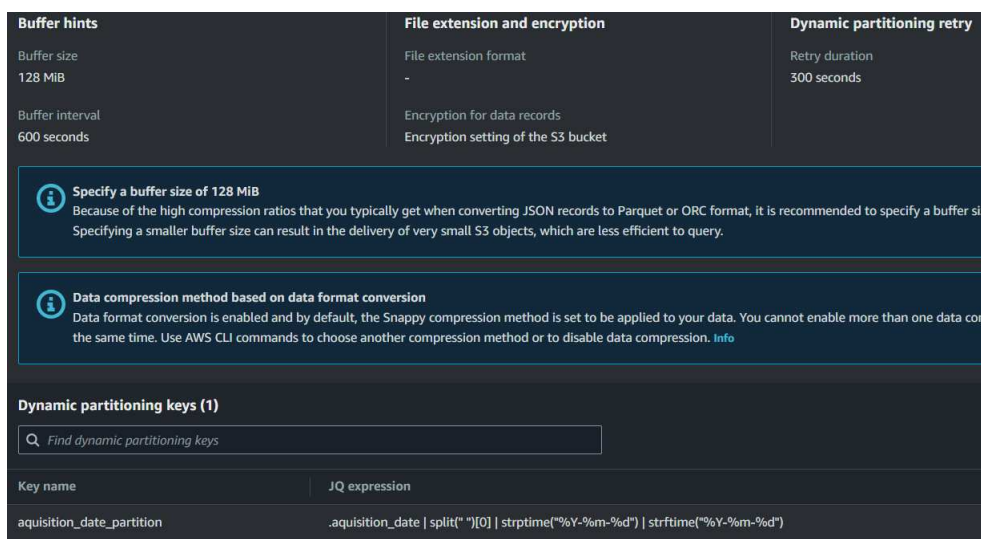 Buffer hints
File extension and encryption
Dynamic partitioning retry
Buffer size
File extension format
Retry duration
128 MiB
-
300 seconds
Buffer interval
Encryption for data records
600 seconds
Encryption setting of the S3 bucket
Specify a buffer size of 128 MiB
Because of the high compression ratios that you typically get when converting JSON records to Parquet or ORC format, it is recommended to specify a buffer si
Specifying a smaller buffer size can result in the delivery of very small S3 objects, which are less efficient to query.
Data compression method based on data format conversion
Data format conversion is enabled and by default, the Snappy compression method is set to be applied to your data. You cannot enable more than one data co
the same time. Use AWS CLI commands to choose another compression method or to disable data compression. Info
Dynamic partitioning keys (1)
Find dynamic partitioning keys
Key name
JQ expression
aquisition_date_partition
.aquisition_date | split(" ")[0] | strptime("%Y-%m-%d") | strftime("%Y-%m-%d")